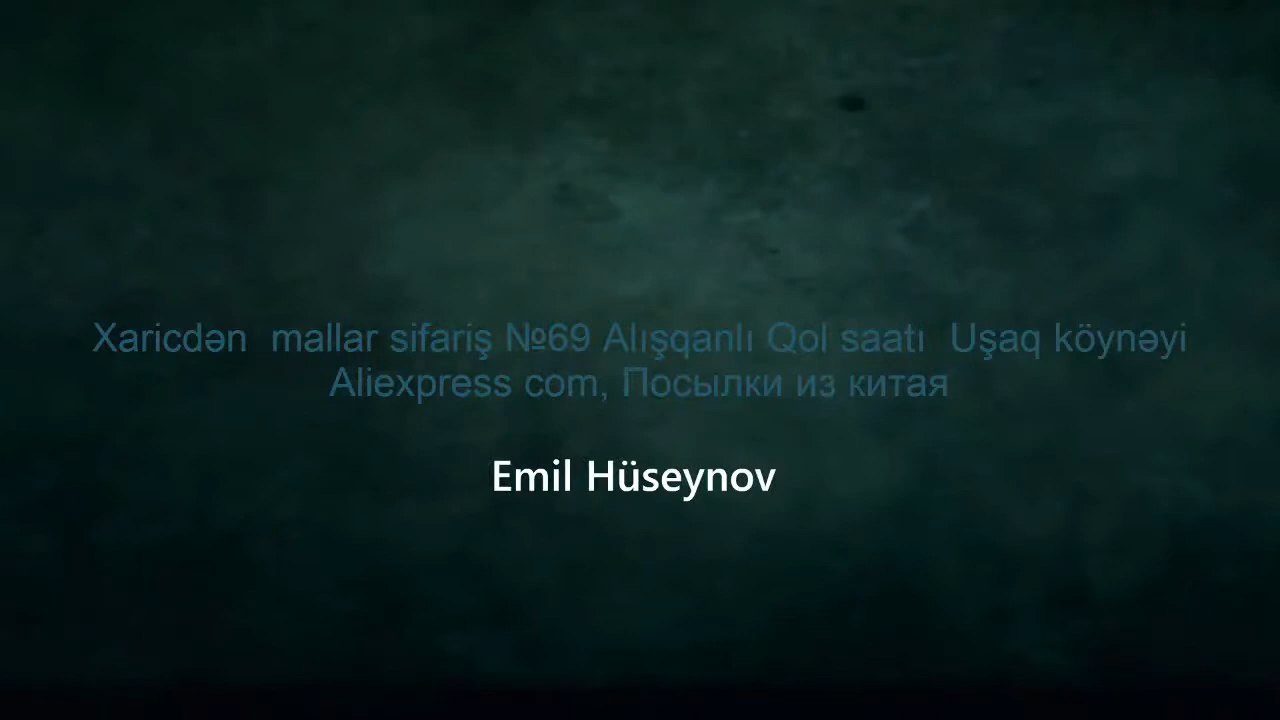 Xaricdən  mallar sifariş №69 Alışqanlı Qol saatı  Uşaq köynəyi
Aliexpress com, Посылки из китая
Emil Hüseynov